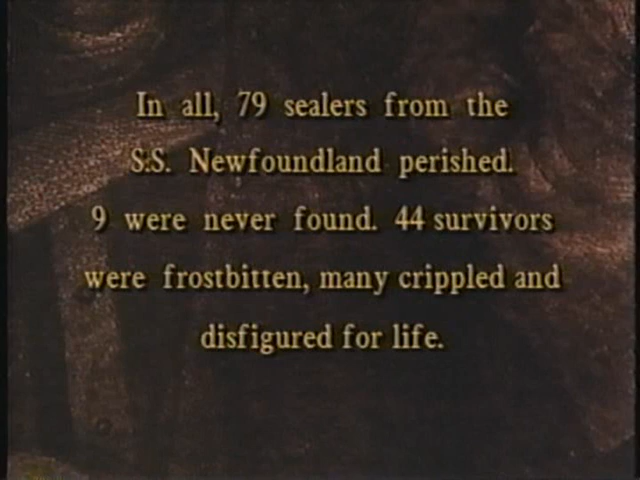 In all, 79 sealers from the
S.S. Newfoundland perished.
9 were never found. 44 survivors
were frostbitten, many crippled and
disfigured for life.